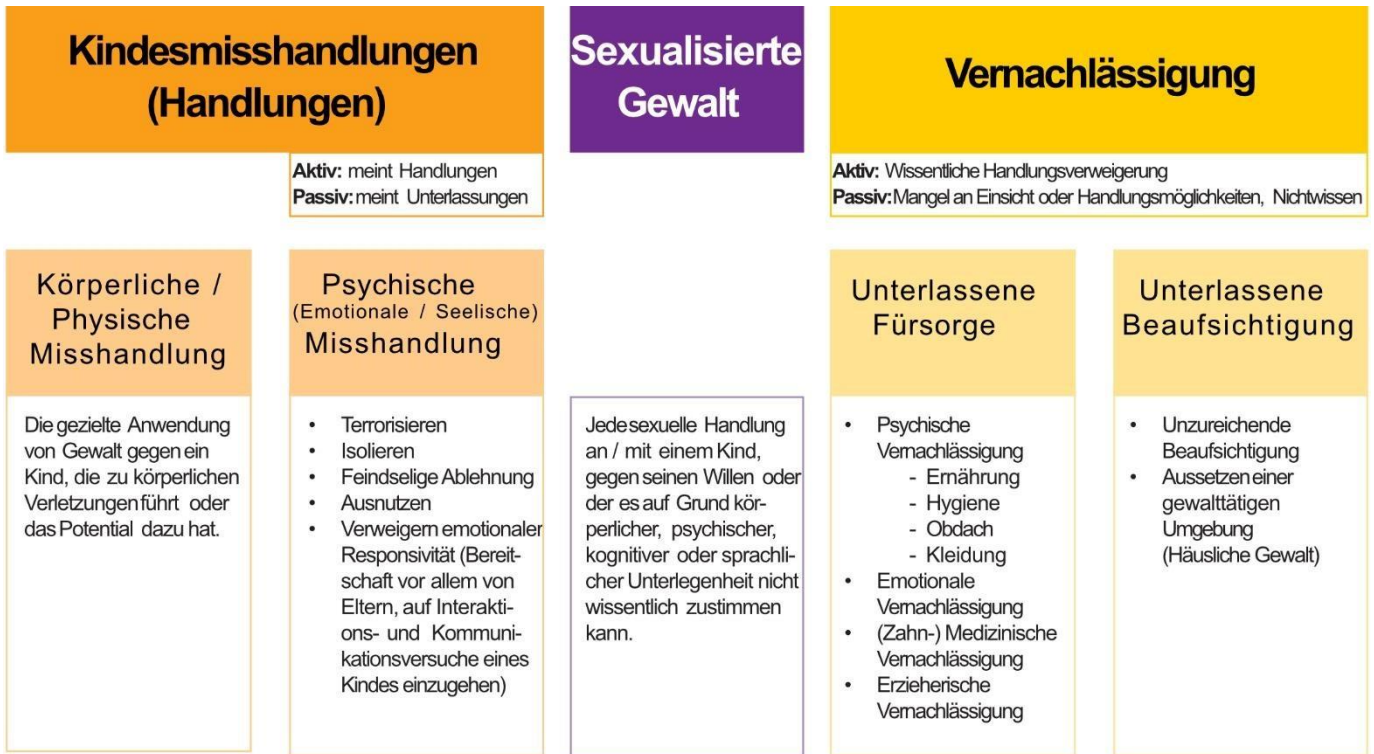 Kindesmisshandlungen
(Handlungen)
Sexualisierte
Gewalt
Vernachlässigung
Aktiv: meint Handlungen
Passiv: meint Unterlassungen
Aktiv: Wissentliche Handlungsverweigerung
Passiv: Mangel an Einsicht oder Handlungsmöglichkeiten, Nichtwissen
Körperliche /
Physische
Misshandlung
Psychische
(Emotionale / Seelische)
Misshandlung
Unterlassene
Fürsorge
Unterlassene
Beaufsichtigung
Die gezielte Anwendung
von Gewalt gegen ein
Kind, die zu körperlichen
Verletzungen führt oder
das Potential dazu hat.
• Terrorisieren
• Isolieren
• Feindselige Ablehnung
• Ausnutzen
• Verweigern emotionaler
Responsivität (Bereit-
schaft vor allem von
Eltern, auf Interakti-
ons- und Kommuni-
kationsversuche eines
Kindes einzugehen)
Jede sexuelle Handlung
an / mit einem Kind,
gegen seinen Willen oder
der es auf Grund kör-
perlicher, psychischer,
kognitiver oder sprachli-
cher Unterlegenheit nicht
wissentlich zustimmen
kann.
• Psychische
Vernachlässigung
- Ernährung
- Hygiene
- Obdach
- Kleidung
• Emotionale
Vernachlässigung
• (Zahn-) Medizinische
Vernachlässigung
• Erzieherische
Vernachlässigung
• Unzureichende
Beaufsichtigung
• Aussetzen einer
gewalttätigen
Umgebung
(Häusliche Gewalt)